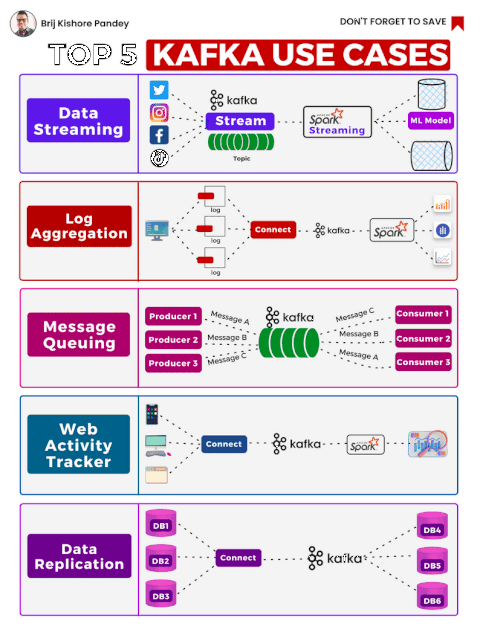 Brij Kishore Pandey
DON'T FORGET TO SAVE
TOP 5 KAFKA USE CASES
Data
Streaming
kafka
Stream
Topic
APACHE
Spark
Streaming
ML Model
Log
Aggregation
log
log
log
Connect
kafka
APACHE
Spark
Message
Queuing
Producer 1
Producer 2
Producer 3
Message A
Message B
Message C
kafka
Message C
Message B
Message A
Consumer 1
Consumer 2
Consumer 3
Web
Activity
Tracker
Connect
kafka
APACHE
Spark
Data
Replication
DB1
DB2
DB3
Connect
kafka
DB4
DB5
DB6